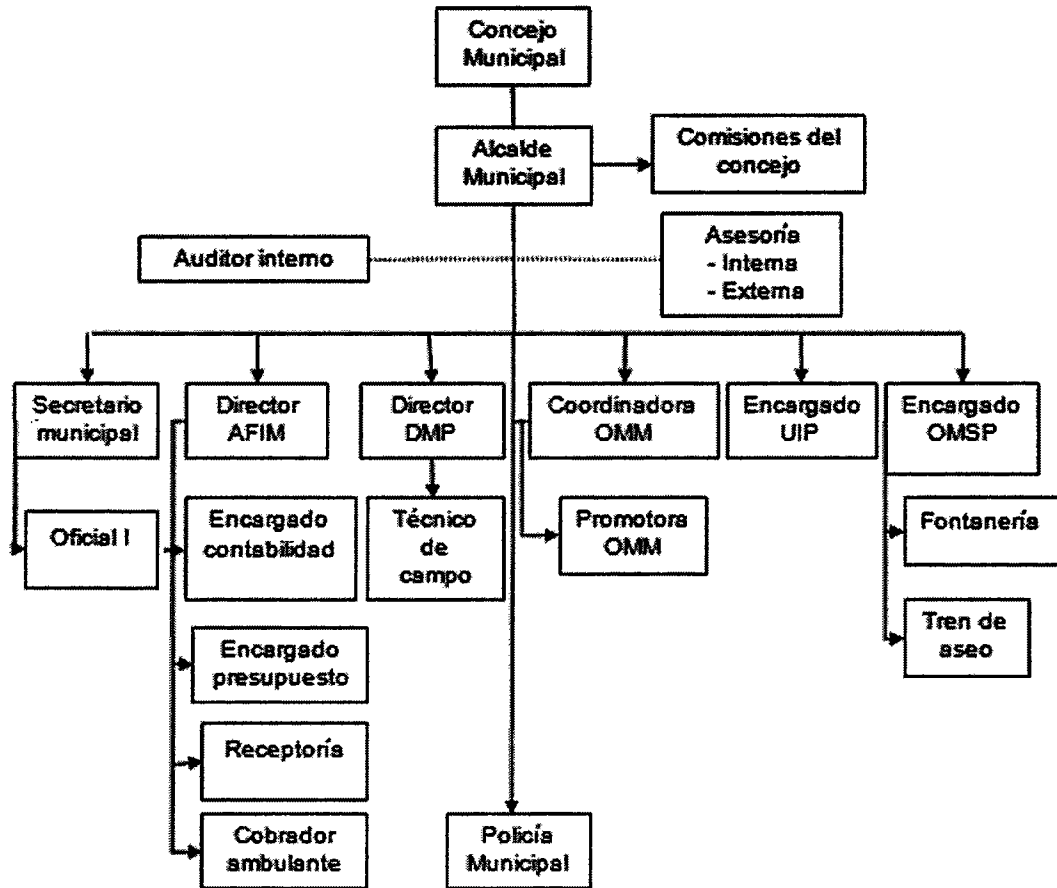 Concejo
Municipal
Alcalde
Municipal
Comisiones del
concejo
Auditor interno
Asesoría
- Interna
- Externa
Secretario
municipal
Director
AFIM
Director
DMP
Coordinadora
OMM
Encargado
UIP
Encargado
OMSP
Oficial I
Encargado
contabilidad
Técnico
de
campo
Promotora
OMM
Fontanería
Encargado
presupuesto
Tren de
aseo
Receptoría
Cobrador
ambulante
Policía
Municipal